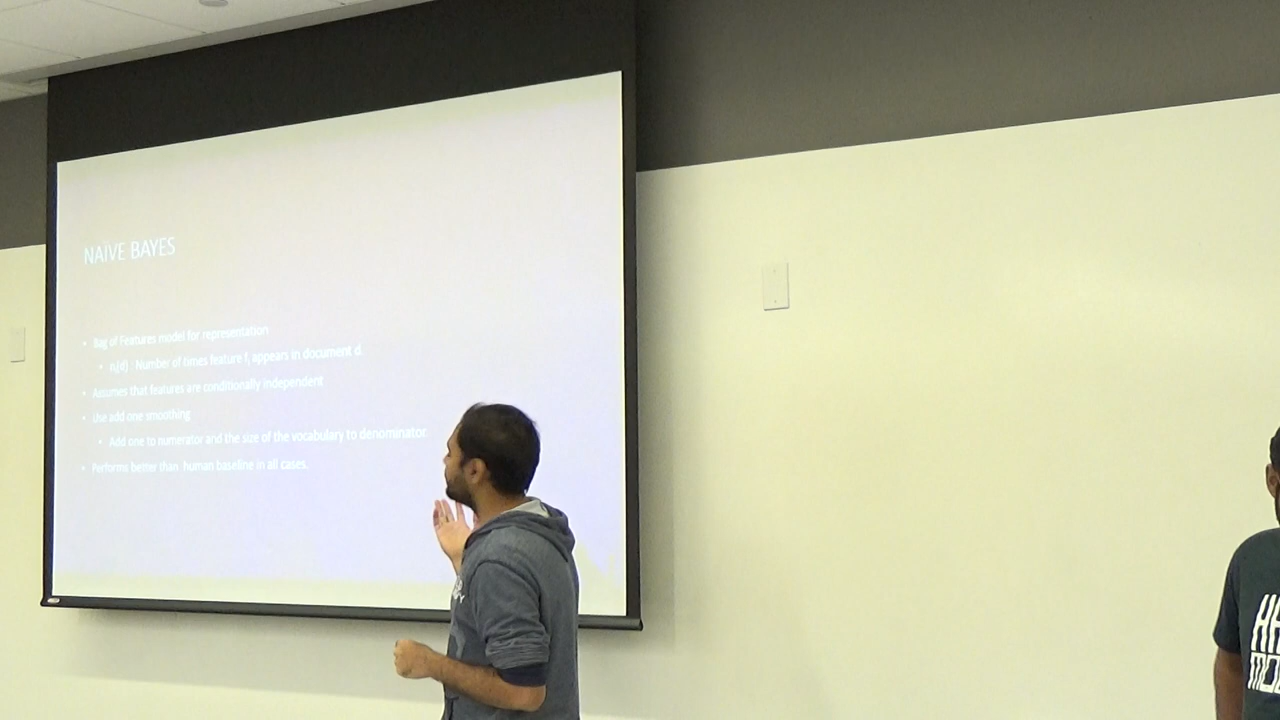 NAÏVE BAYES
• Bag of Features model for representation
• nᵢ(d) : Number of times feature fᵢ appears in document d.
• Assumes that features are conditionally independent
• Use add one smoothing
• Add one to numerator and the size of the vocabulary to denominator
• Performs better than human baseline in all cases.